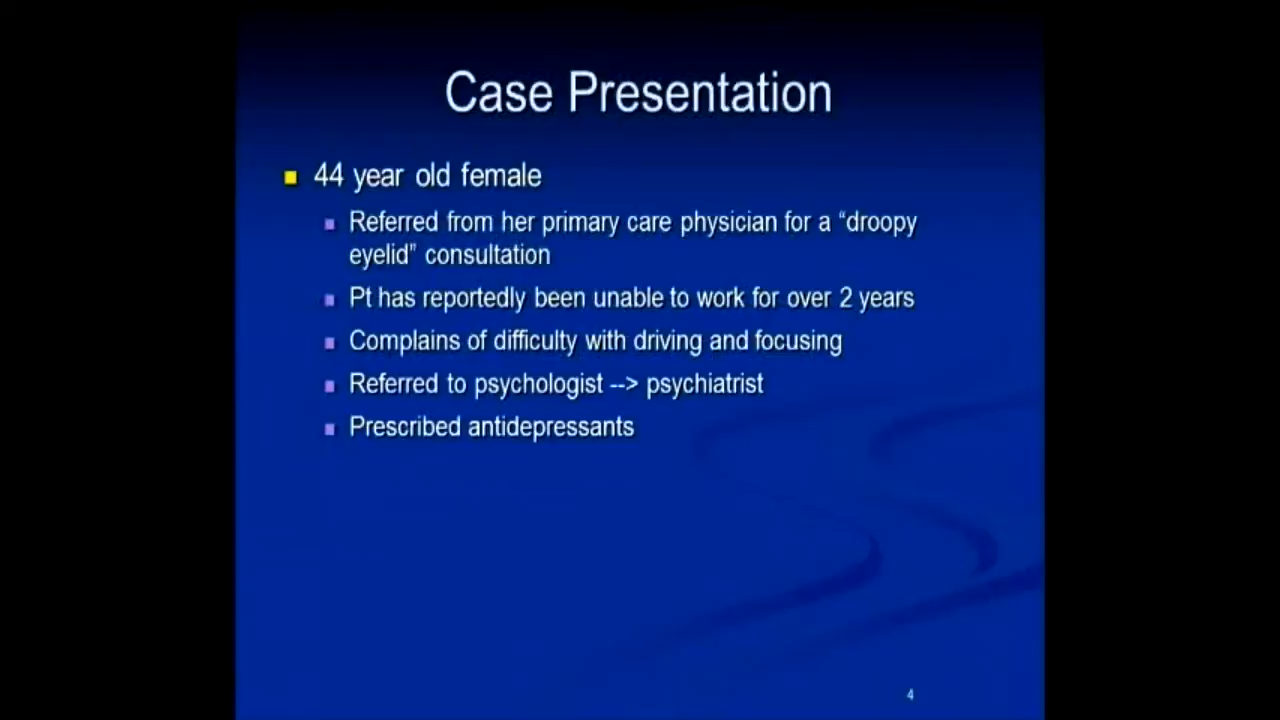 Case Presentation
44 year old female
Referred from her primary care physician for a “droopy
eyelid” consultation
Pt has reportedly been unable to work for over 2 years
Complains of difficulty with driving and focusing
Referred to psychologist --> psychiatrist
Prescribed antidepressants
4